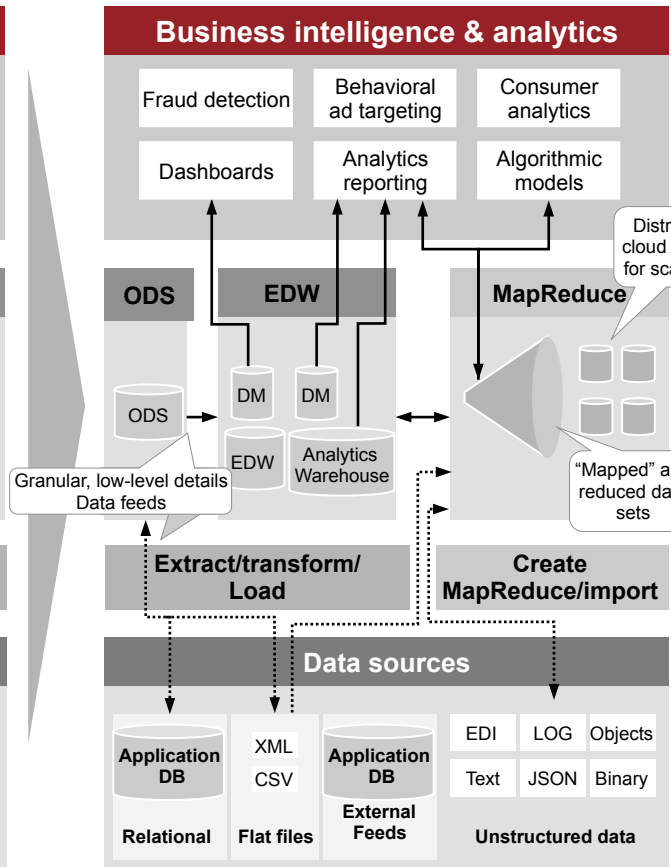 Business intelligence & analytics
Fraud detection
Behavioral
ad targeting
Consumer
analytics
Dashboards
Analytics
reporting
Algorithmic
models
cloud
for
ODS
EDW
MapReduce
DM
DM
ODS
EDW
Analytics
Warehouse
Granular, low-level details
Data feeds
“Mapped”
reduced
sets
Extract/transform/
Load
Create
MapReduce/import
Data sources
Application
DB
Relational
XML
CSV
Flat files
Application
DB
External
Feeds
EDI
LOG
Objects
Text
JSON
Binary
Unstructured data